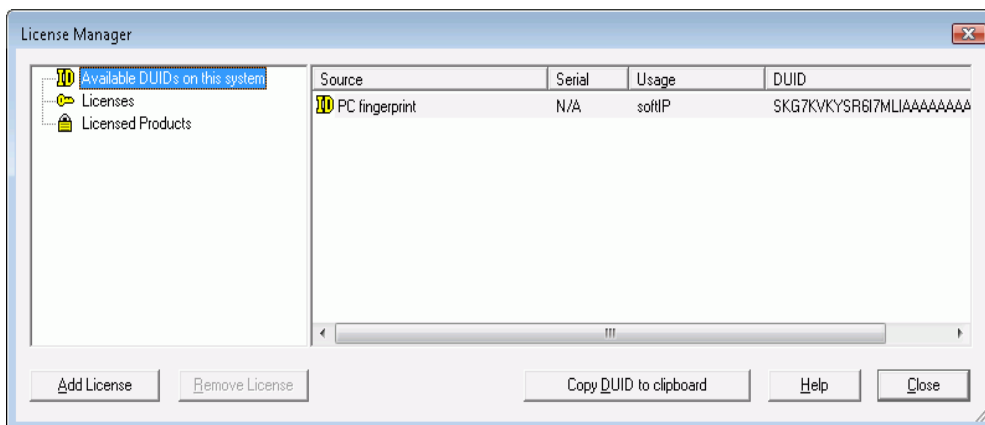 License Manager
Available DUIDs on this system
Licenses
Licensed Products
Source Serial Usage DUID
PC fingerprint N/A softIP SKG7KVKYSR6I7MLIAAAAAAAA
Add License Remove License Copy DUID to clipboard Help Close